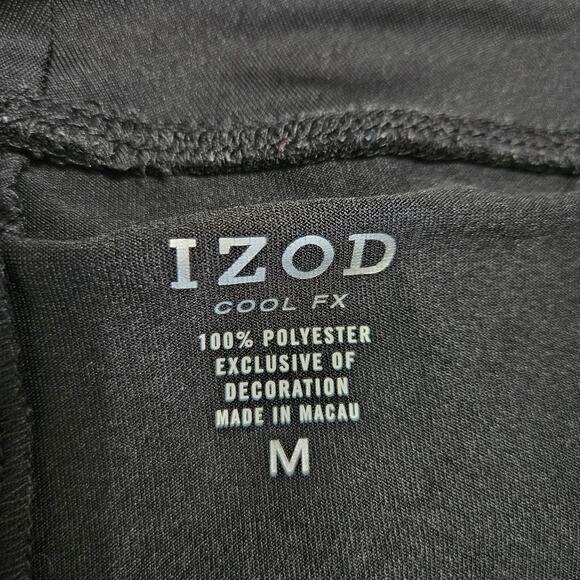 IZOD
COOL FX
100% POLYESTER
EXCLUSIVE OF
DECORATION
MADE IN MACAU
M